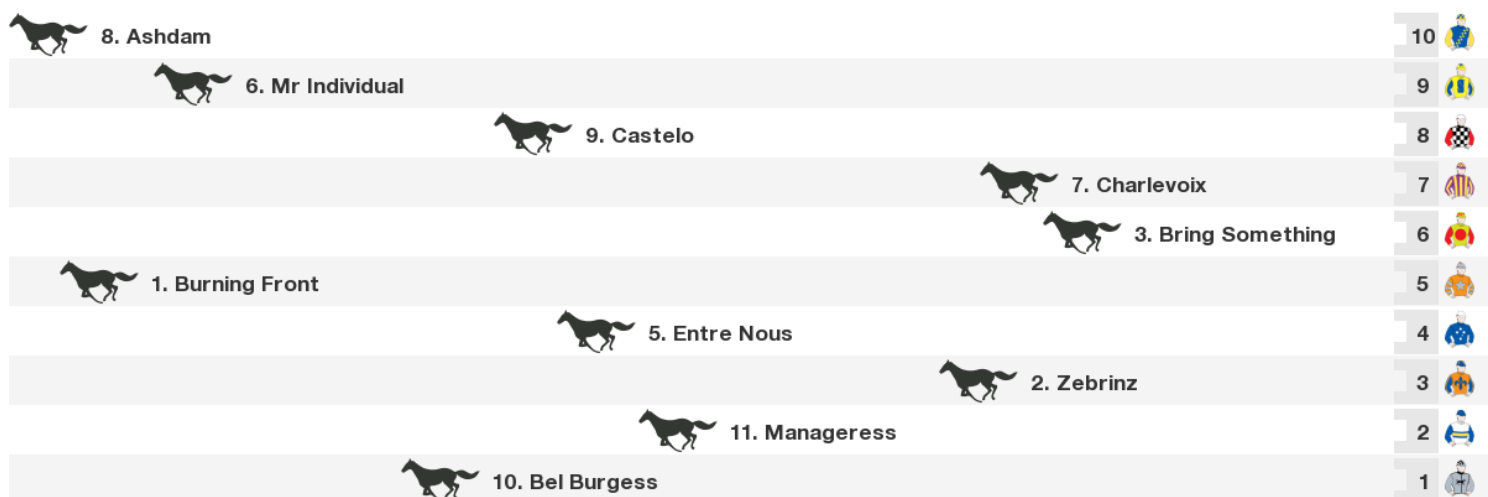 8. Ashdam 10
6. Mr Individual 9
9. Castelo 8
7. Charlevoix 7
3. Bring Something 6
1. Burning Front 5
5. Entre Nous 4
2. Zebrinz 3
11. Manageress 2
10. Bel Burgess 1